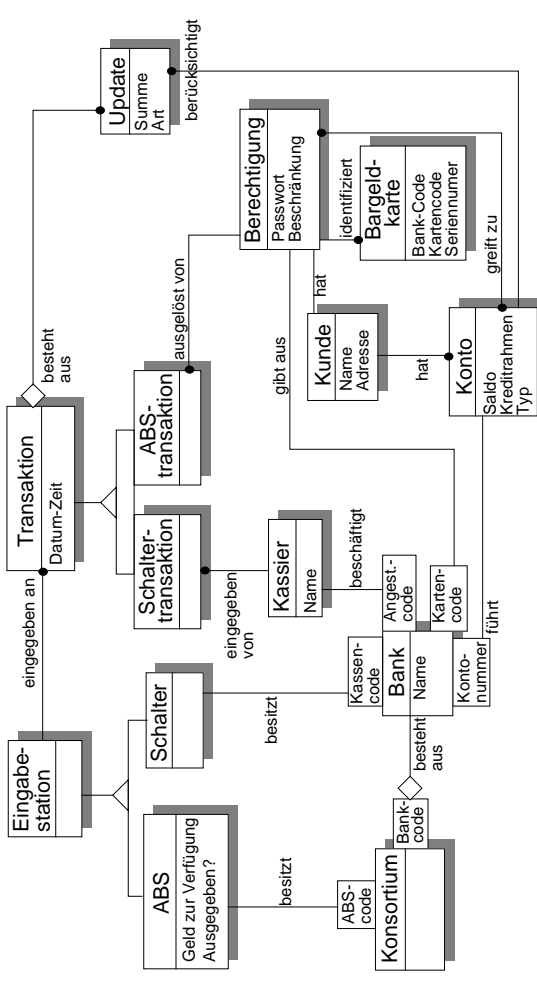 Eingabe-
station
eingegeben an
Transaktion
Datum-Zeit
besteht
aus
Update
Summe
Art
berücksichtigt
ABS
Geld zur Verfügung
Ausgegeben?
Schalter
Schalter-
transaktion
ABS-
transaktion
ausgelöst von
Berechtigung
Passwort
Beschränkung
eingegeben
von
Kassier
Name
gibt aus
hat
identifiziert
Bargeld-
karte
Bank-Code
Kartencode
Seriennumer
besitzt
besitzt
beschäftigt
Kunde
Name
Adresse
greift zu
ABS-
code
Konsortium
Bank-
code
besteht
aus
Kassen-
code
Bank
Name
Angest.-
code
Karten-
code
Konto-
nummer
führt
hat
Konto
Saldo
Kreditrahmen
Typ